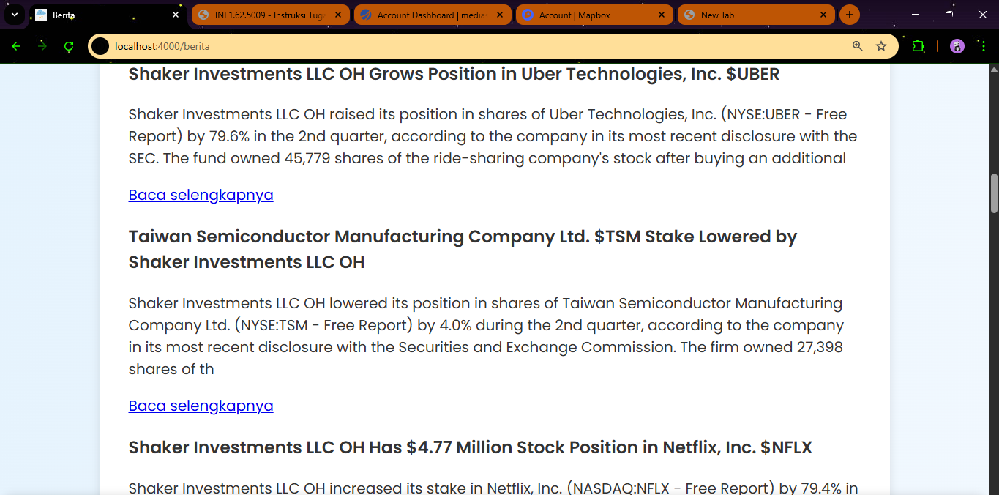 Berita
INF1.62.5009 - Instruksi Tuga
Account Dashboard | medias
Account | Mapbox
New Tab
localhost:4000/berita
Shaker Investments LLC OH Grows Position in Uber Technologies, Inc. $UBER
Shaker Investments LLC OH raised its position in shares of Uber Technologies, Inc. (NYSE:UBER - Free
Report) by 79.6% in the 2nd quarter, according to the company in its most recent disclosure with the
SEC. The fund owned 45,779 shares of the ride-sharing company's stock after buying an additional
Baca selengkapnya
Taiwan Semiconductor Manufacturing Company Ltd. $TSM Stake Lowered by
Shaker Investments LLC OH
Shaker Investments LLC OH lowered its position in shares of Taiwan Semiconductor Manufacturing
Company Ltd. (NYSE:TSM - Free Report) by 4.0% during the 2nd quarter, according to the company
in its most recent disclosure with the Securities and Exchange Commission. The firm owned 27,398
shares of th
Baca selengkapnya
Shaker Investments LLC OH Has $4.77 Million Stock Position in Netflix, Inc. $NFLX
Shaker Investments LLC OH increased its stake in Netflix, Inc. (NASDAQ:NFLX - Free Report) by 79.4% in